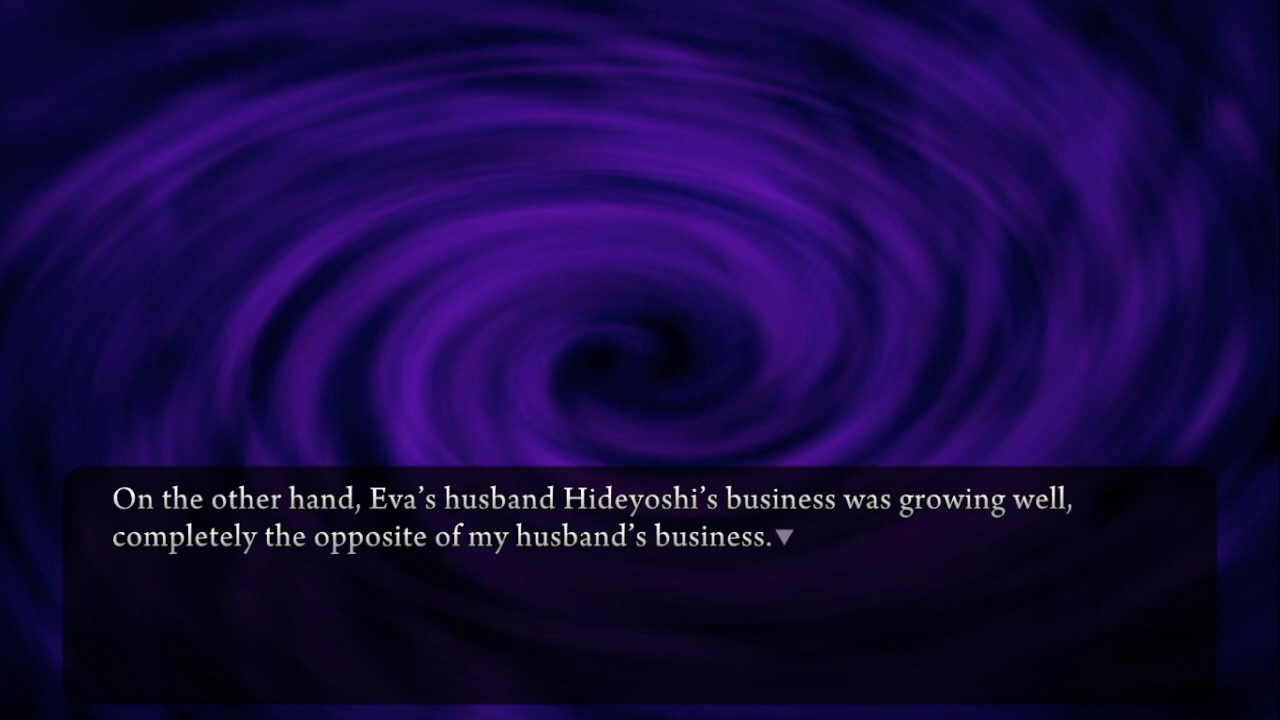 On the other hand, Eva’s husband Hideyoshi’s business was growing well,
completely the opposite of my husband’s business.